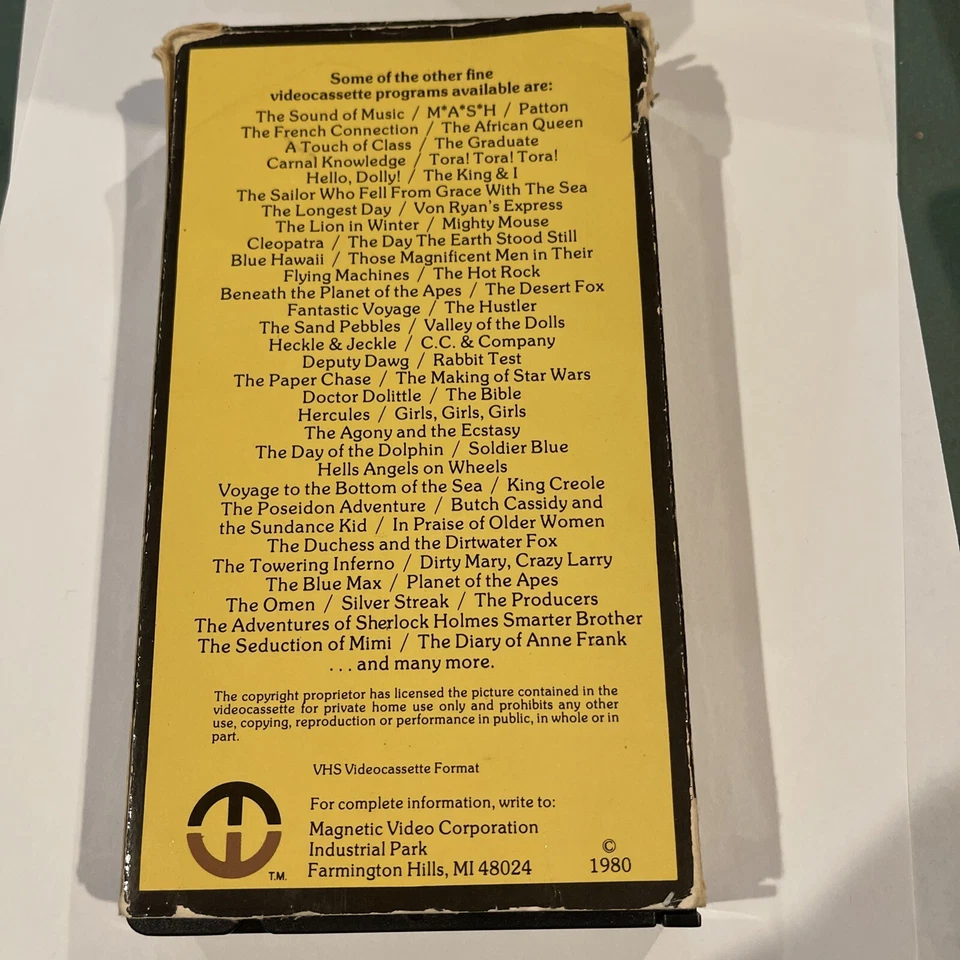 Some of the other fine
videocassette programs available are:
The Sound of Music / M*A*S*H / Patton
The French Connection / The African Queen
A Touch of Class / The Graduate
Carnal Knowledge / Tora! Tora! Tora!
Hello, Dolly! / The King & I
The Sailor Who Fell From Grace With The Sea
The Longest Day / Von Ryan's Express
The Lion in Winter / Mighty Mouse
Cleopatra / The Day The Earth Stood Still
Blue Hawaii / Those Magnificent Men in Their
Flying Machines / The Hot Rock
Beneath the Planet of the Apes / The Desert Fox
Fantastic Voyage / The Hustler
The Sand Pebbles / Valley of the Dolls
Heckle & Jeckle / C.C. & Company
Deputy Dawg / Rabbit Test
The Paper Chase / The Making of Star Wars
Doctor Dolittle / The Bible
Hercules / Girls, Girls, Girls
The Agony and the Ecstasy
The Day of the Dolphin / Soldier Blue
Hells Angels on Wheels
Voyage to the Bottom of the Sea / King Creole
The Poseidon Adventure / Butch Cassidy and
the Sundance Kid / In Praise of Older Women
The Duchess and the Dirtwater Fox
The Towering Inferno / Dirty Mary, Crazy Larry
The Blue Max / Planet of the Apes
The Omen / Silver Streak / The Producers
The Adventures of Sherlock Holmes Smarter Brother
The Seduction of Mimi / The Diary of Anne Frank
. . . and many more.
The copyright proprietor has licensed the picture contained in the
videocassette for private home use only and prohibits any other
use, copying, reproduction or performance in public, in whole or in
part.
VHS Videocassette Format
For complete information, write to:
Magnetic Video Corporation
Industrial Park
Farmington Hills, MI 48024
T.M.
©
1980